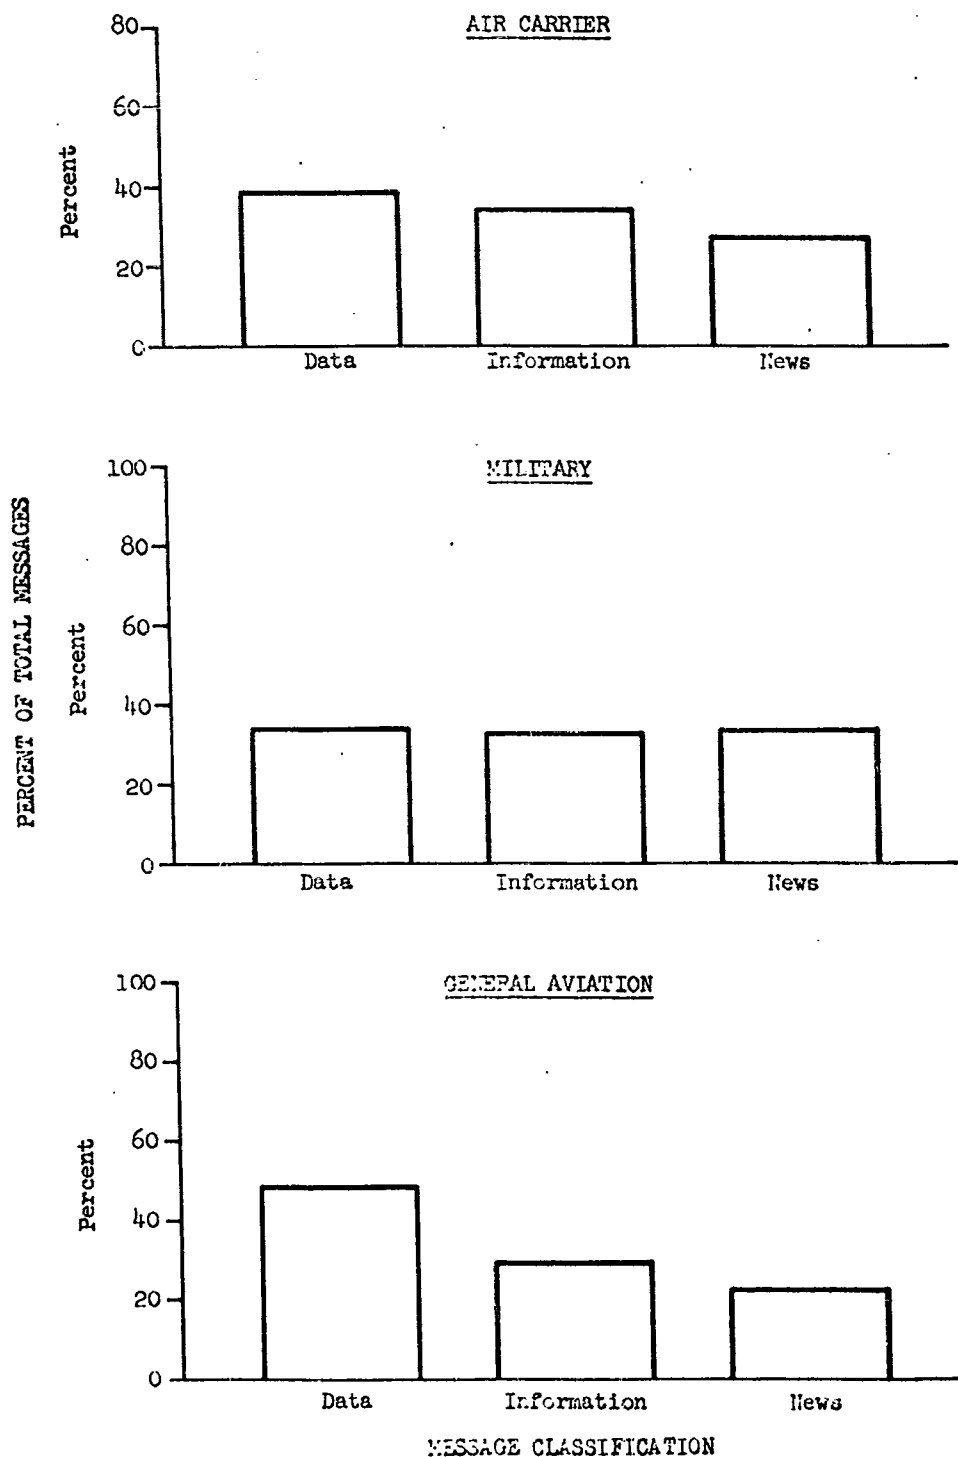 AIR CARRIER
80
60
40
20
0
Percent
Data Information News
PERCENT OF TOTAL MESSAGES
MILITARY
100
80
60
40
20
0
Percent
Data Information News
GENERAL AVIATION
100
80
60
40
20
0
Percent
Data Information News
MESSAGE CLASSIFICATION